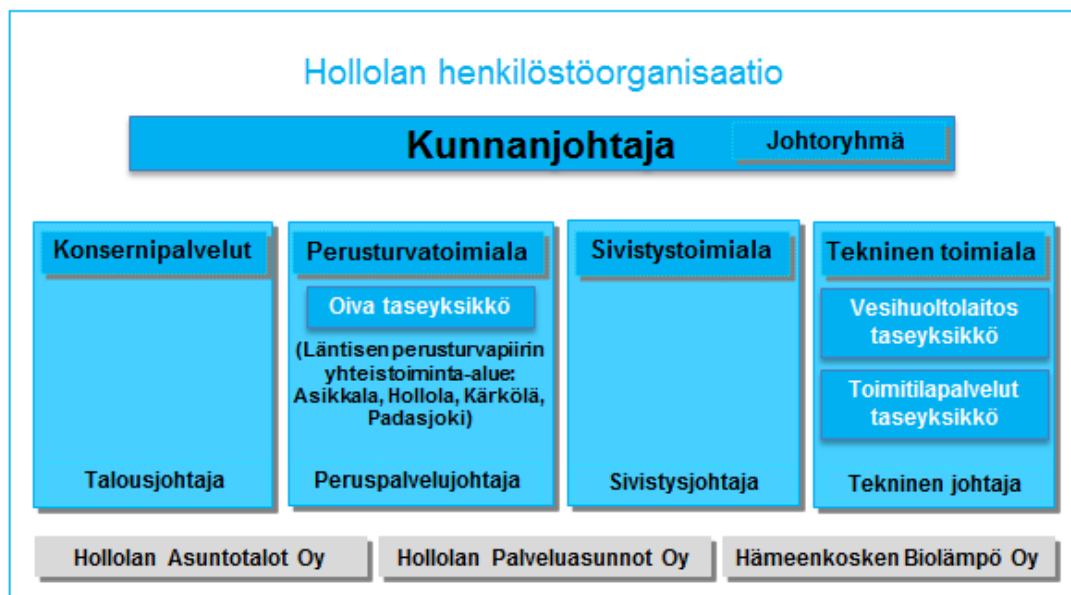 Hollolan henkilöstöorganisaatio
Kunnanjohtaja
Johtoryhmä
Konsernipalvelut
Talousjohtaja
Perusturvatoimiala
Oiva taseyksikkö
(Läntisen perusturvapiirin
yhteistoiminta-alue:
Asikkala, Hollola, Kärkölä,
Padasjoki)
Peruspalvelujohtaja
Sivistystoimiala
Sivistysjohtaja
Tekninen toimiala
Vesihuoltolaitos
taseyksikkö
Toimitilapalvelut
taseyksikkö
Tekninen johtaja
Hollolan Asuntotalot Oy
Hollolan Palveluasunnot Oy
Hämeenkosken Biolämpö Oy